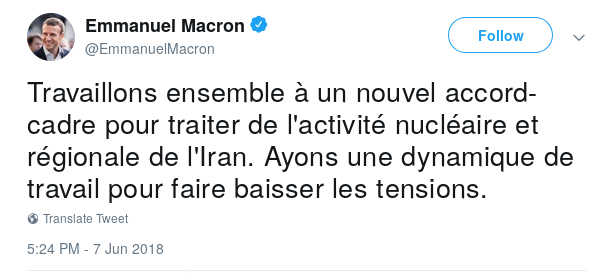 Emmanuel Macron
@EmmanuelMacron
Follow
Travaillons ensemble à un nouvel accord-
cadre pour traiter de l'activité nucléaire et
régionale de l'Iran. Ayons une dynamique de
travail pour faire baisser les tensions.
Translate Tweet
5:24 PM - 7 Jun 2018